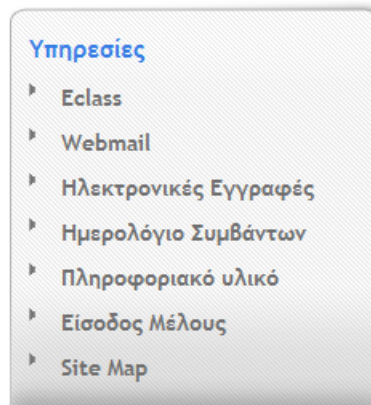 Υπηρεσίες
Eclass
Webmail
Ηλεκτρονικές Εγγραφές
Ημερολόγιο Συμβάντων
Πληροφοριακό υλικό
Είσοδος Μέλους
Site Map